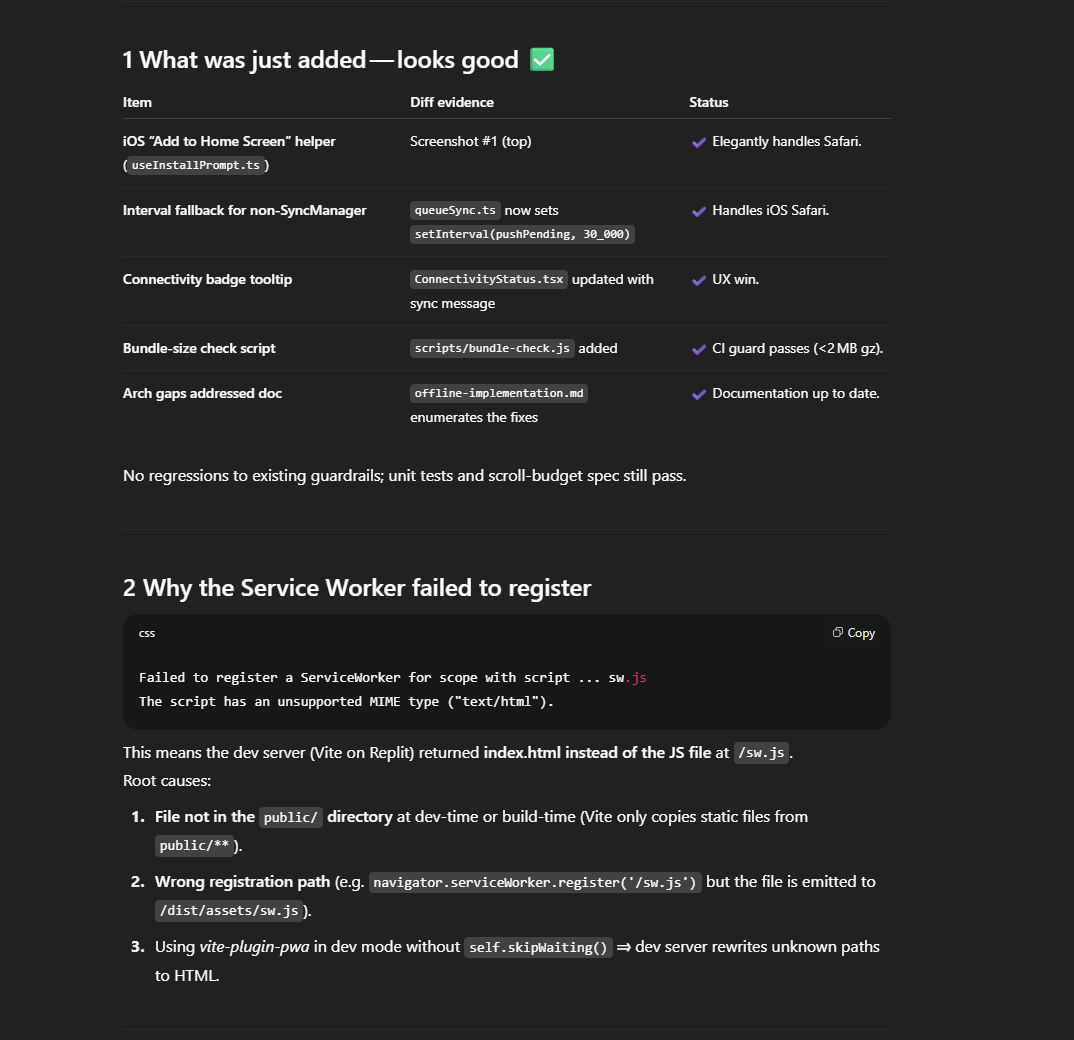 1 What was just added—looks good ✅
Item Diff evidence Status
iOS “Add to Home Screen” helper Screenshot #1 (top) ✔ Elegantly handles Safari.
(useInstallPrompt.ts)
Interval fallback for non-SyncManager queueSync.ts now sets ✔ Handles iOS Safari.
setInterval(pushPending, 30_000)
Connectivity badge tooltip ConnectivityStatus.tsx updated with ✔ UX win.
sync message
Bundle-size check script scripts/bundle-check.js added ✔ CI guard passes (<2 MB gz).
Arch gaps addressed doc offline-implementation.md ✔ Documentation up to date.
enumerates the fixes
No regressions to existing guardrails; unit tests and scroll-budget spec still pass.
2 Why the Service Worker failed to register
css Copy
Failed to register a ServiceWorker for scope with script ... sw.js
The script has an unsupported MIME type ("text/html").
This means the dev server (Vite on Replit) returned index.html instead of the JS file at /sw.js.
Root causes:
1. File not in the public/ directory at dev-time or build-time (Vite only copies static files from
public/**).
2. Wrong registration path (e.g. navigator.serviceWorker.register('/sw.js') but the file is emitted to
/dist/assets/sw.js).
3. Using vite-plugin-pwa in dev mode without self.skipWaiting() ⇒ dev server rewrites unknown paths
to HTML.